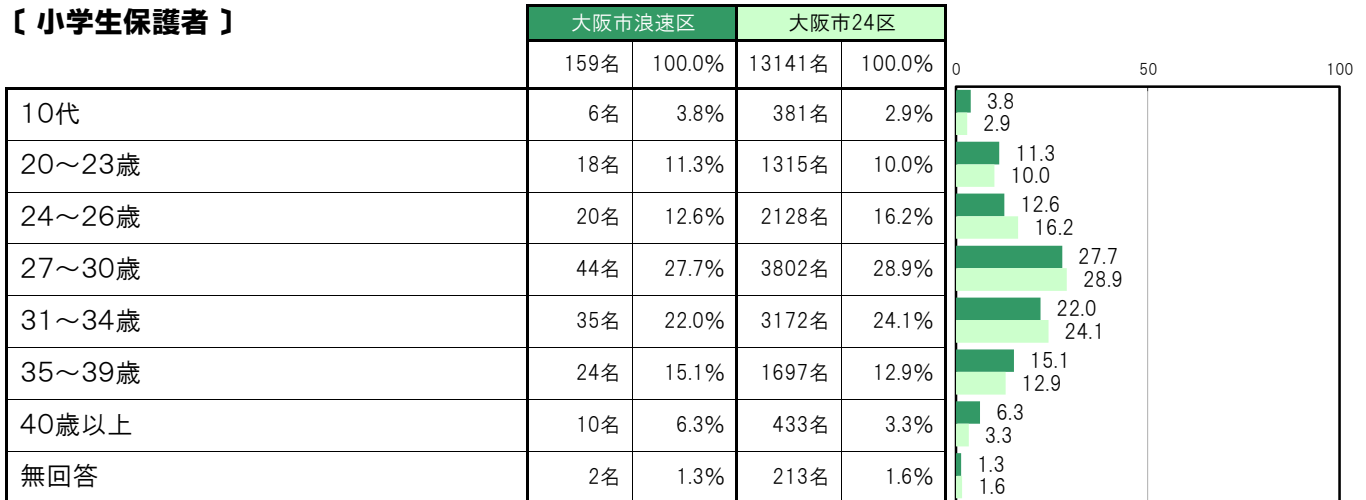 〔 小学生保護者 〕
大阪市浪速区 大阪市24区
159名 100.0% 13141名 100.0%
0 50 100
10代 6名 3.8% 381名 2.9%
3.8
2.9
20～23歳 18名 11.3% 1315名 10.0%
11.3
10.0
24～26歳 20名 12.6% 2128名 16.2%
12.6
16.2
27～30歳 44名 27.7% 3802名 28.9%
27.7
28.9
31～34歳 35名 22.0% 3172名 24.1%
22.0
24.1
35～39歳 24名 15.1% 1697名 12.9%
15.1
12.9
40歳以上 10名 6.3% 433名 3.3%
6.3
3.3
無回答 2名 1.3% 213名 1.6%
1.3
1.6